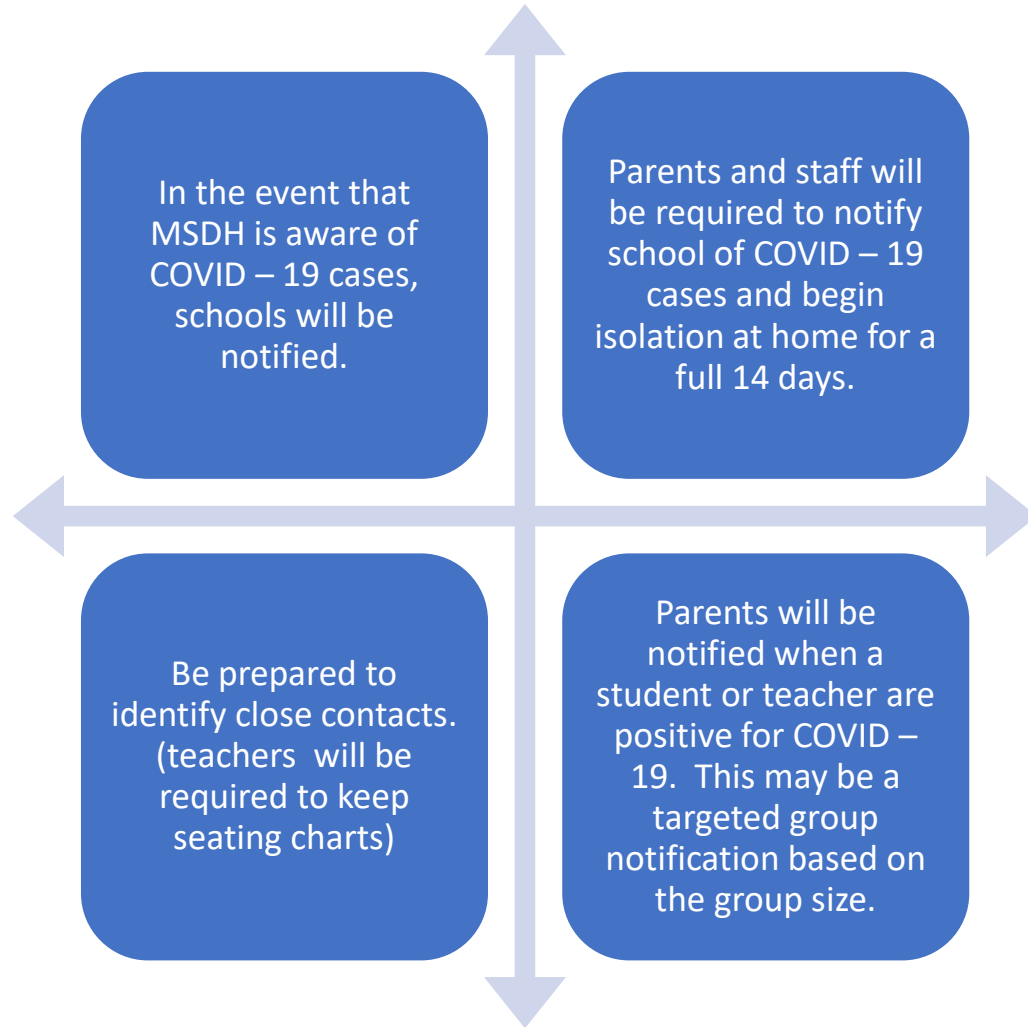 In the event that
MSDH is aware of
COVID – 19 cases,
schools will be
notified.
Parents and staff will
be required to notify
school of COVID – 19
cases and begin
isolation at home for a
full 14 days.
Be prepared to
identify close contacts.
(teachers  will be
required to keep
seating charts)
Parents will be
notified when a
student or teacher are
positive for COVID –
19.  This may be a
targeted group
notification based on
the group size.